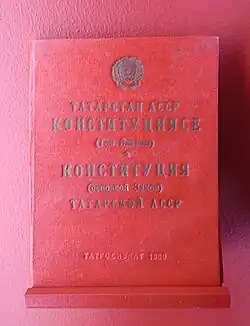 ТАТАРСТАН АССР
КОНСТИТУЦИЯСЕ
КОНСТИТУЦИЯ
(Основной Закон)
ТАТАРСКОЙ АССР
ТАТГОСИЗДАТ